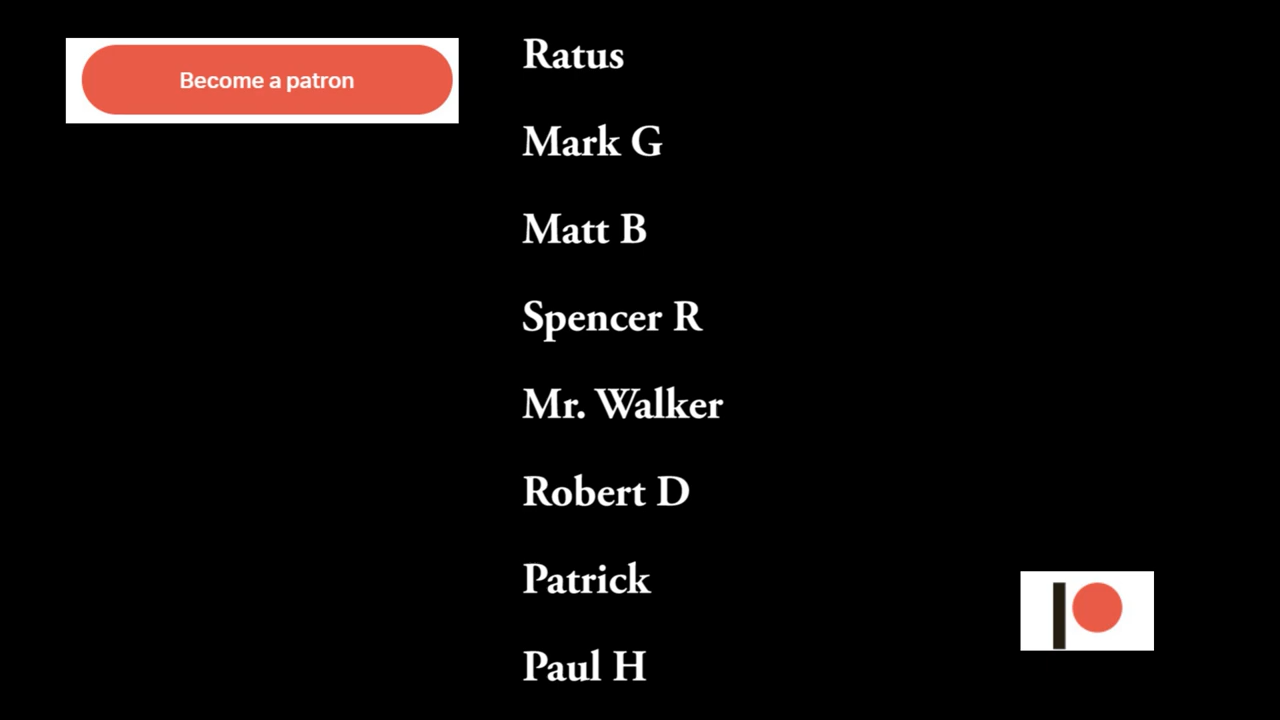 Become a patron
Ratus
Mark G
Matt B
Spencer R
Mr. Walker
Robert D
Patrick
Paul H